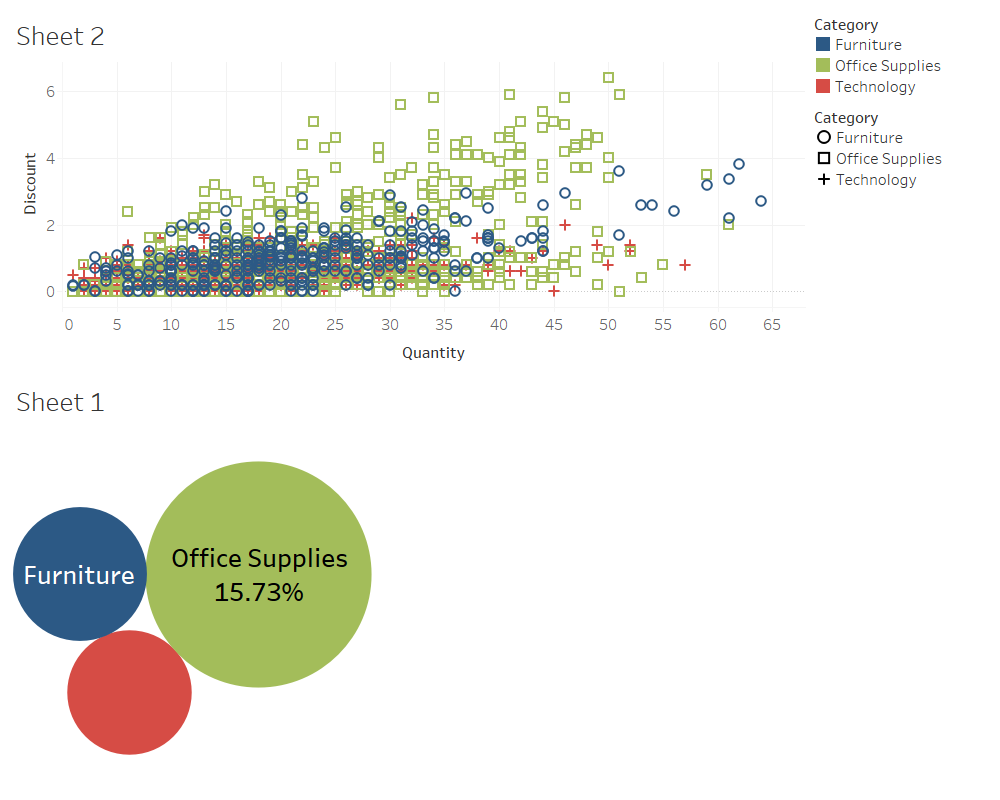 Sheet 2
Category
Furniture
Office Supplies
Technology
Category
Furniture
Office Supplies
Technology
Discount
6
4
2
0
0 5 10 15 20 25 30 35 40 45 50 55 60 65
Quantity
Sheet 1
Furniture
Office Supplies
15.73%